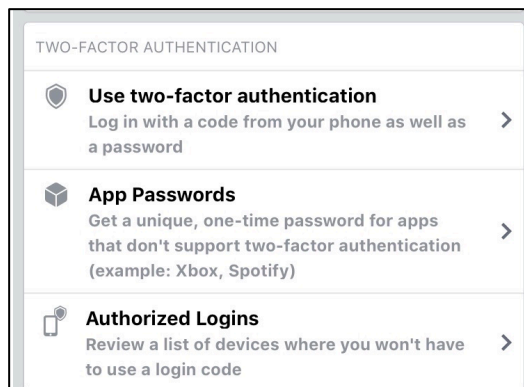 TWO-FACTOR AUTHENTICATION
Use two-factor authentication
Log in with a code from your phone as well as
a password
App Passwords
Get a unique, one-time password for apps
that don't support two-factor authentication
(example: Xbox, Spotify)
Authorized Logins
Review a list of devices where you won't have
to use a login code